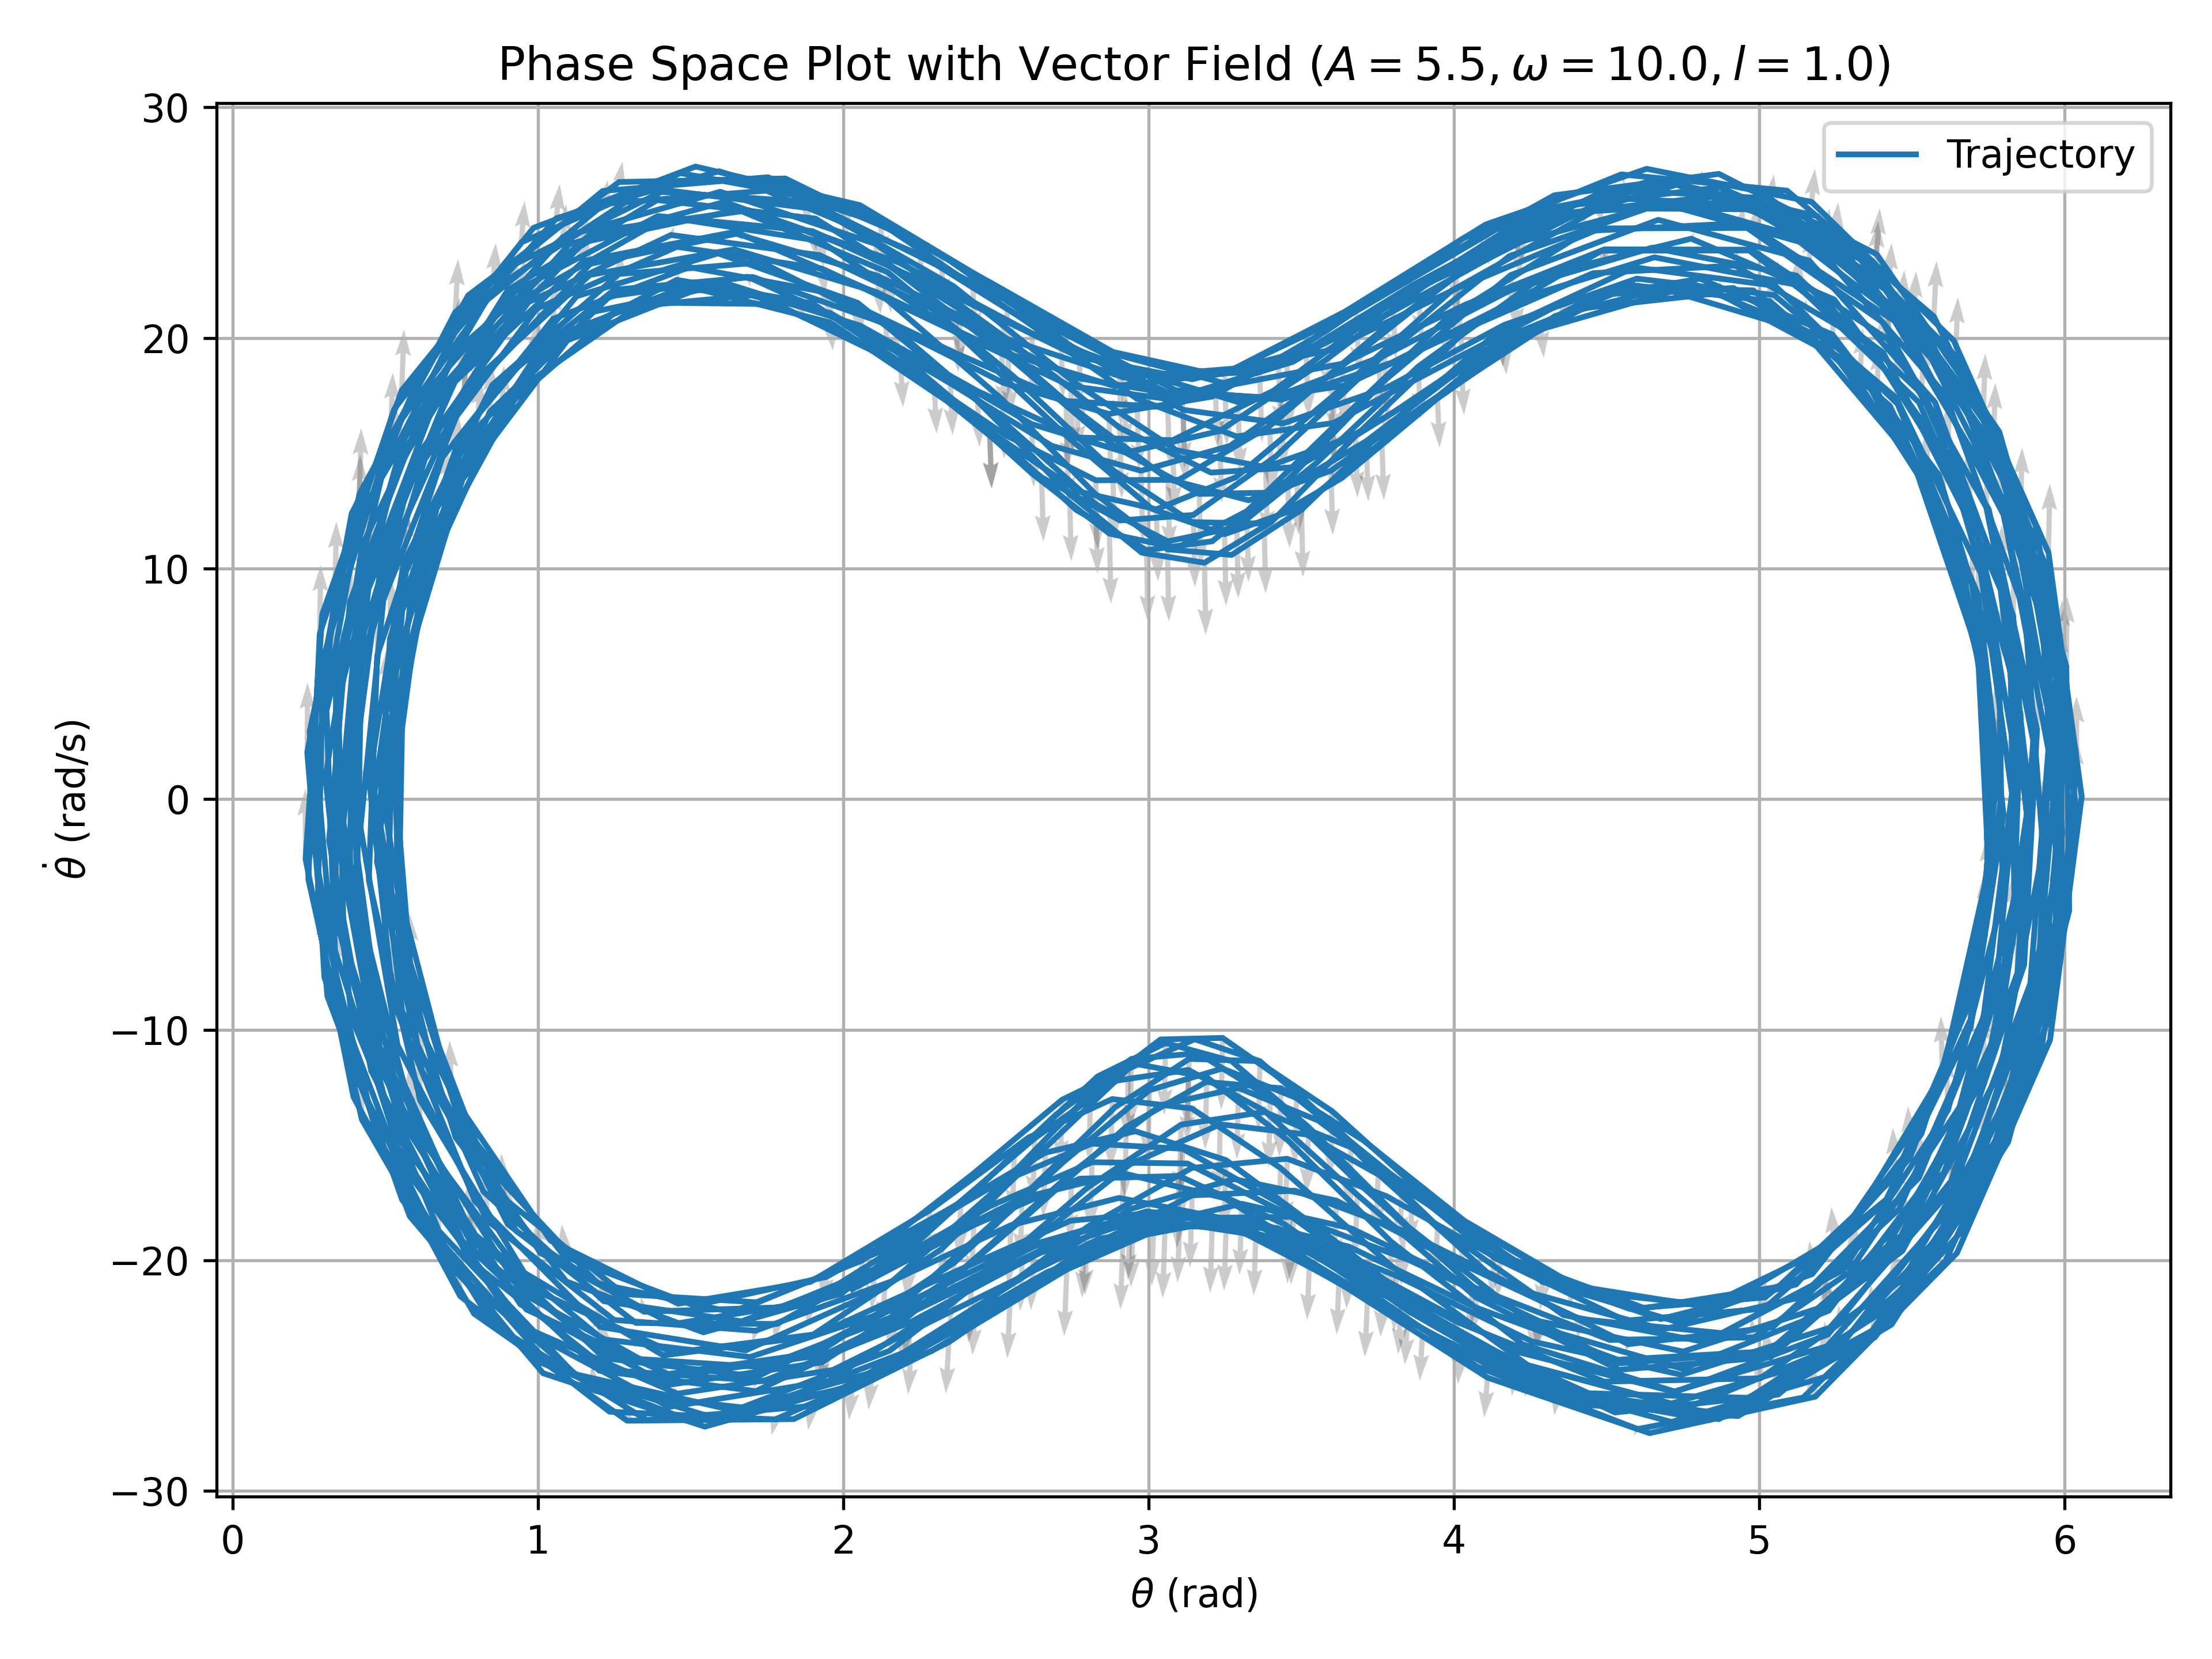 Phase Space Plot with Vector Field (A = 5.5, ω = 10.0, l = 1.0)
Trajectory
30
20
10
0
−10
−20
−30
θ̇ (rad/s)
0 1 2 3 4 5 6
θ (rad)